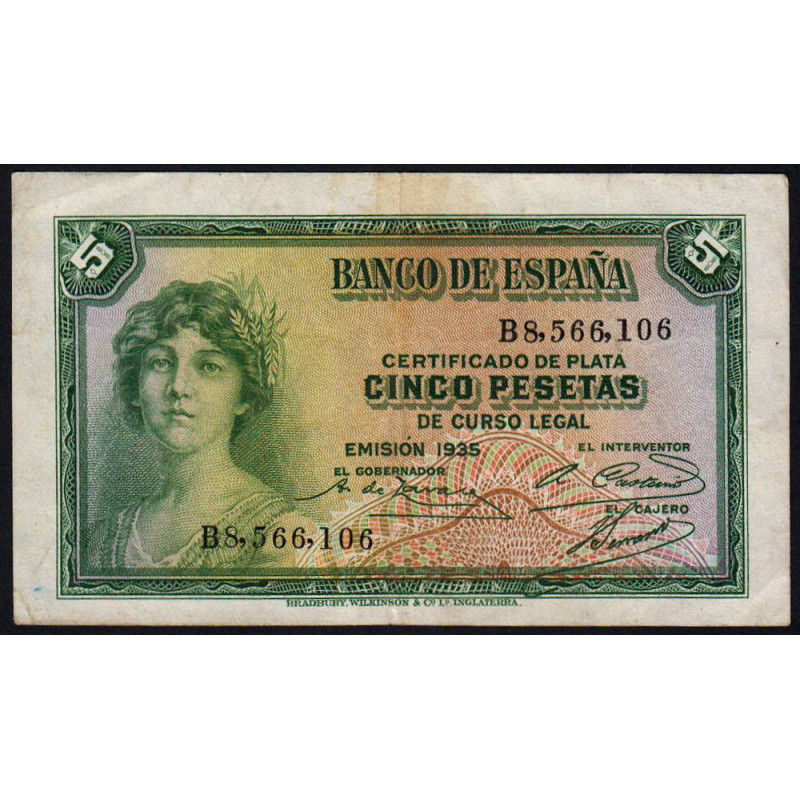 5
5
BANCO DE ESPAÑA
B8,566,106
CERTIFICADO DE PLATA
CINCO PESETAS
DE CURSO LEGAL
EMISIÓN 1935
EL INTERVENTOR
EL GOBERNADOR
EL CAJERO
B8,566,106
BRADBURY, WILKINSON & Cº Lᴰ. INGLATERRA.